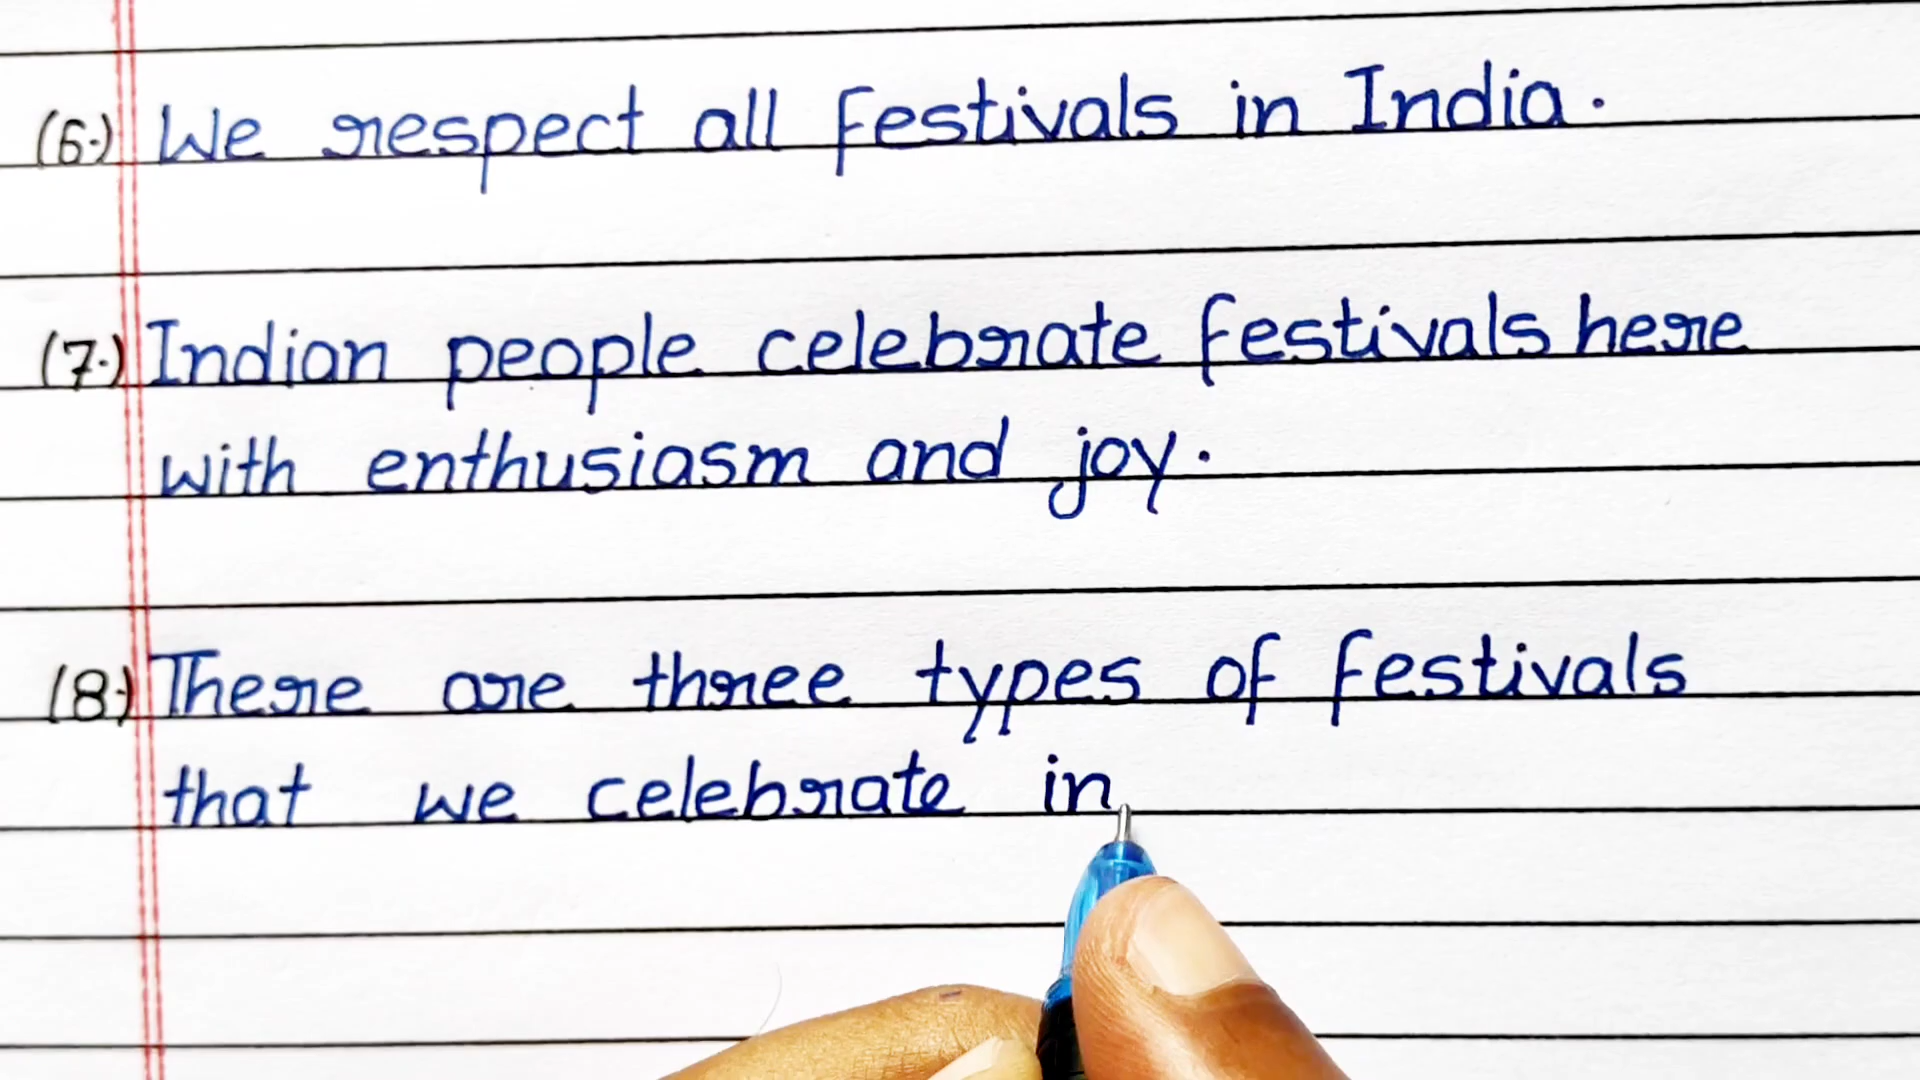 (6.) We respect all festivals in India.
(7.) Indian people celebrate festivals here
with enthusiasm and joy.
(8.) There are three types of festivals
that we celebrate in